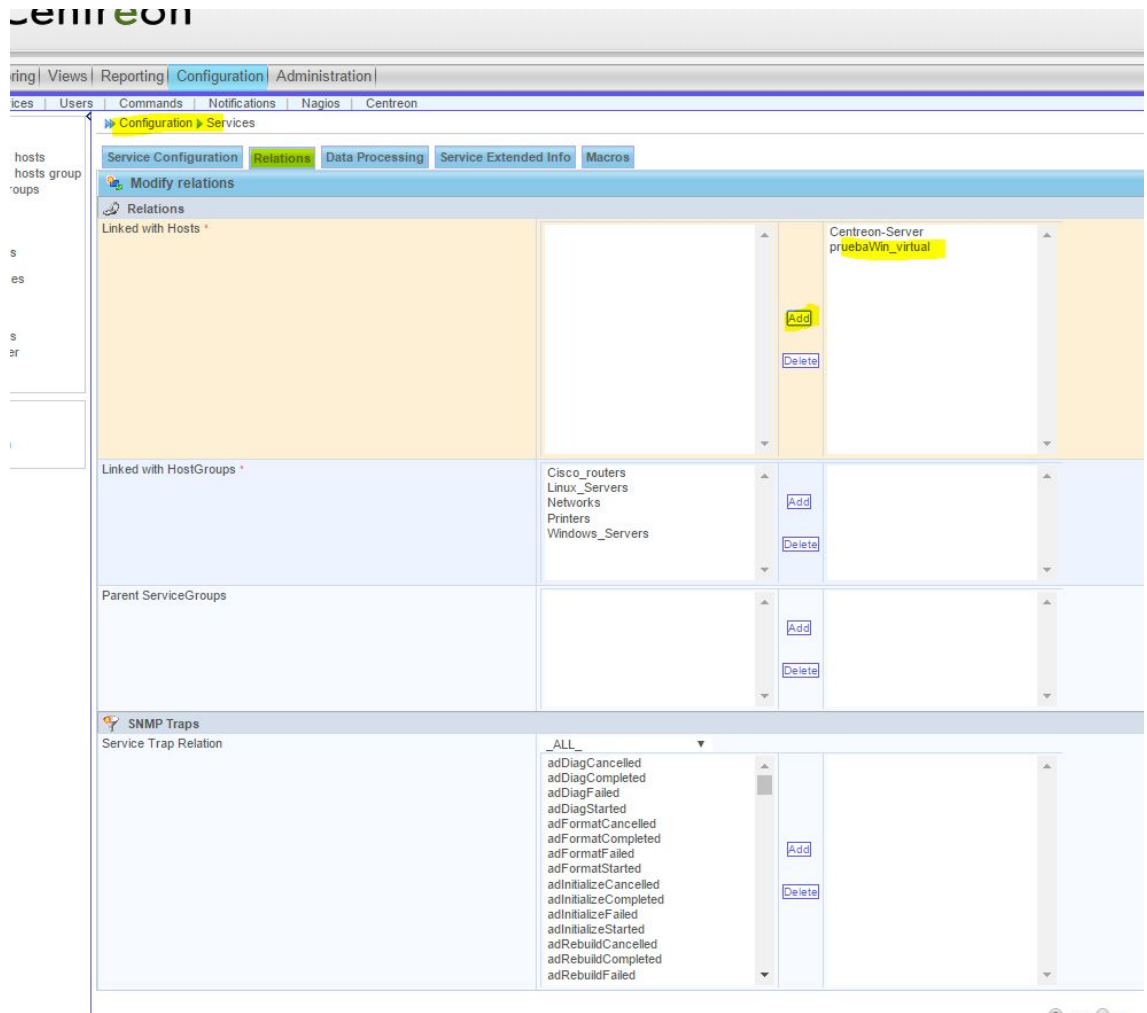 Centreon
ring | Views | Reporting | Configuration | Administration |
ices | Users | Commands | Notifications | Nagios | Centreon
Configuration Services
hosts
hosts group
roups
s
es
s
er
Service Configuration Relations Data Processing Service Extended Info Macros
Modify relations
Relations
Linked with Hosts *
Centreon-Server
pruebaWin_virtual
Add
Delete
Linked with HostGroups *
Cisco_routers
Linux_Servers
Networks
Printers
Windows_Servers
Add
Delete
Parent ServiceGroups
Add
Delete
SNMP Traps
Service Trap Relation
_ALL_
adDiagCancelled
adDiagCompleted
adDiagFailed
adDiagStarted
adFormatCancelled
adFormatCompleted
adFormatFailed
adFormatStarted
adInitializeCancelled
adInitializeCompleted
adInitializeFailed
adInitializeStarted
adRebuildCancelled
adRebuildCompleted
adRebuildFailed
Add
Delete